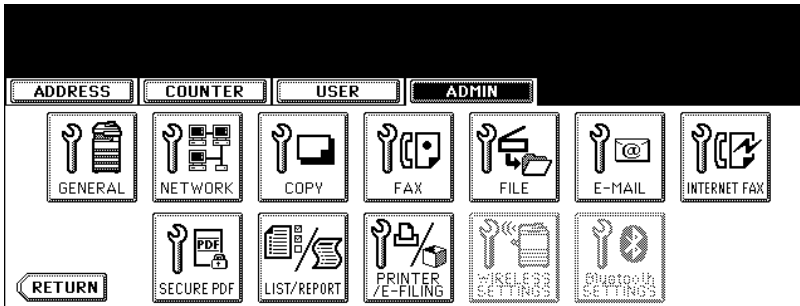 ADDRESS COUNTER USER ADMIN
GENERAL NETWORK COPY FAX FILE E-MAIL INTERNET FAX
@
PDF
SECURE PDF LIST/REPORT PRINTER /E-FILING WIRELESS SETTINGS Bluetooth SETTINGS
RETURN